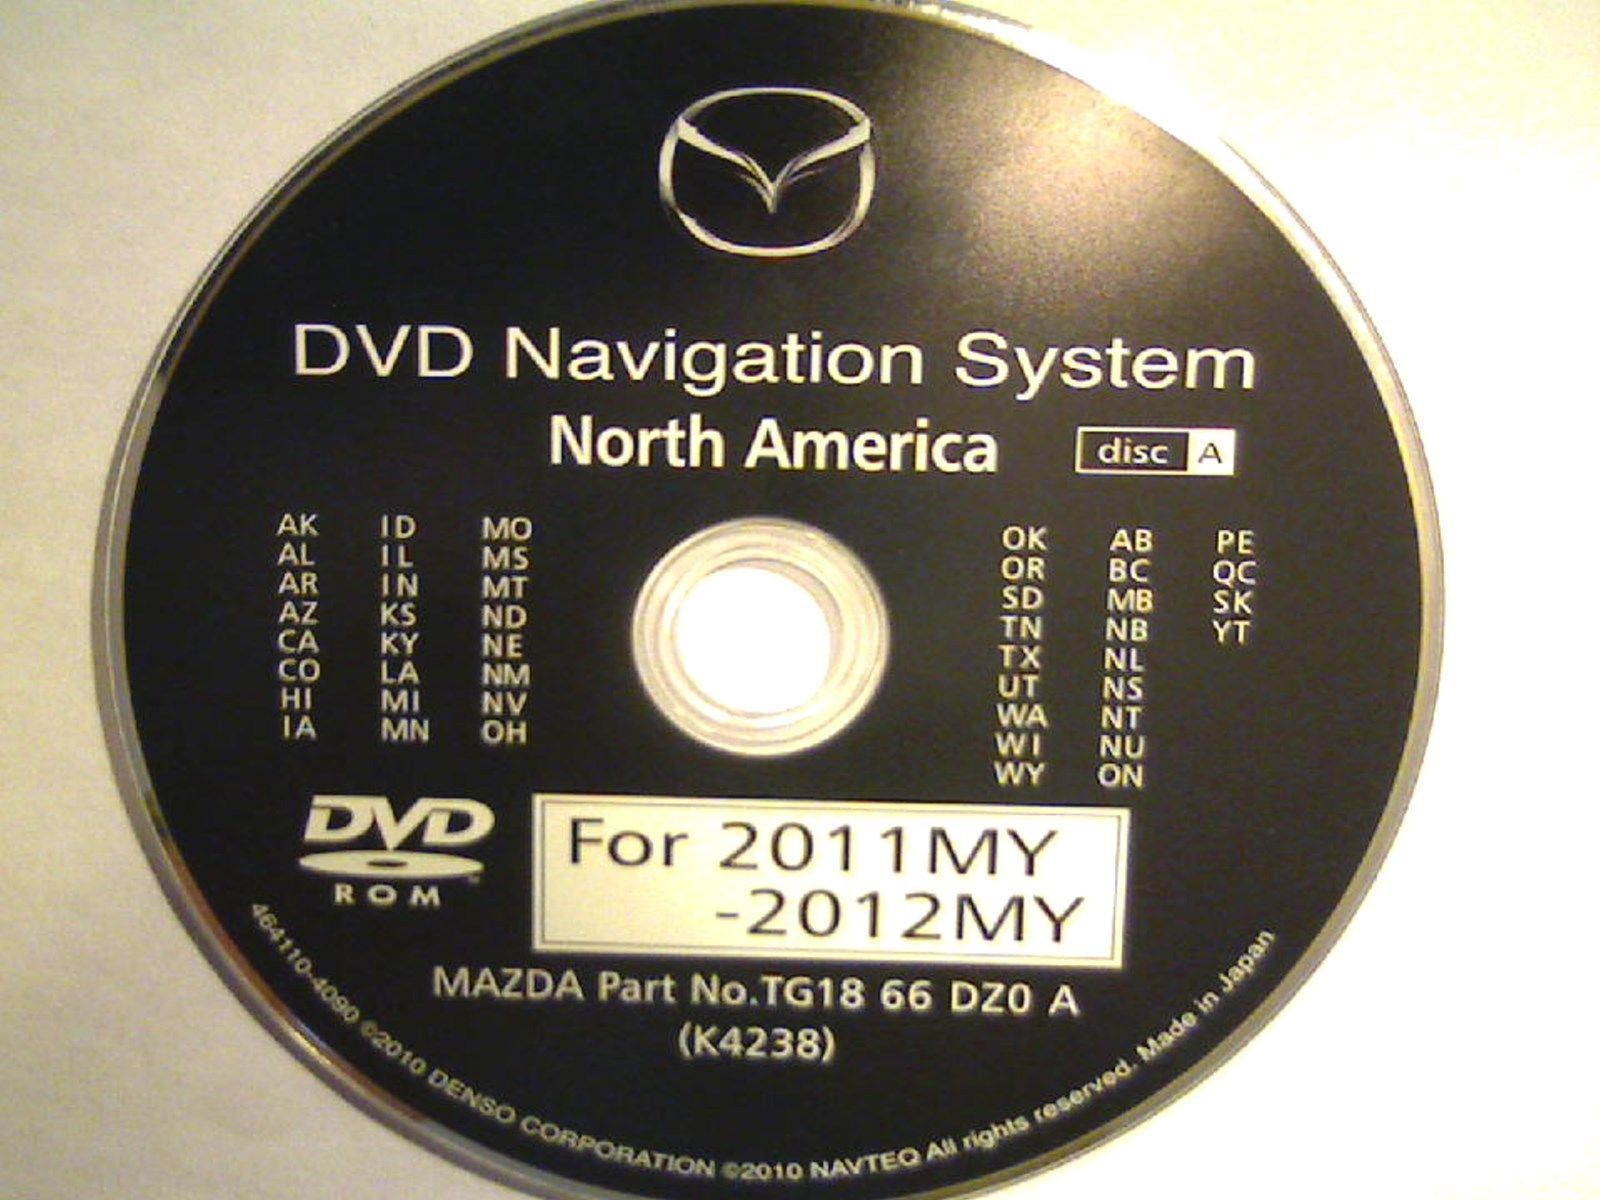 DVD Navigation System
North America
disc A
AK ID MO
AL IL MS
AR IN MT
AZ KS ND
CA KY NE
CO LA NM
HI MI NV
IA MN OH
OK AB PE
OR BC QC
SD MB SK
TN NB YT
TX NL
UT NS
WA NT
WI NU
WY ON
DVD
ROM
For 2011MY
-2012MY
MAZDA Part No.TG18 66 DZ0 A
(K4238)
464110-4090 ©2010 DENSO CORPORATION ©2010 NAVTEQ All rights reserved. Made in Japan